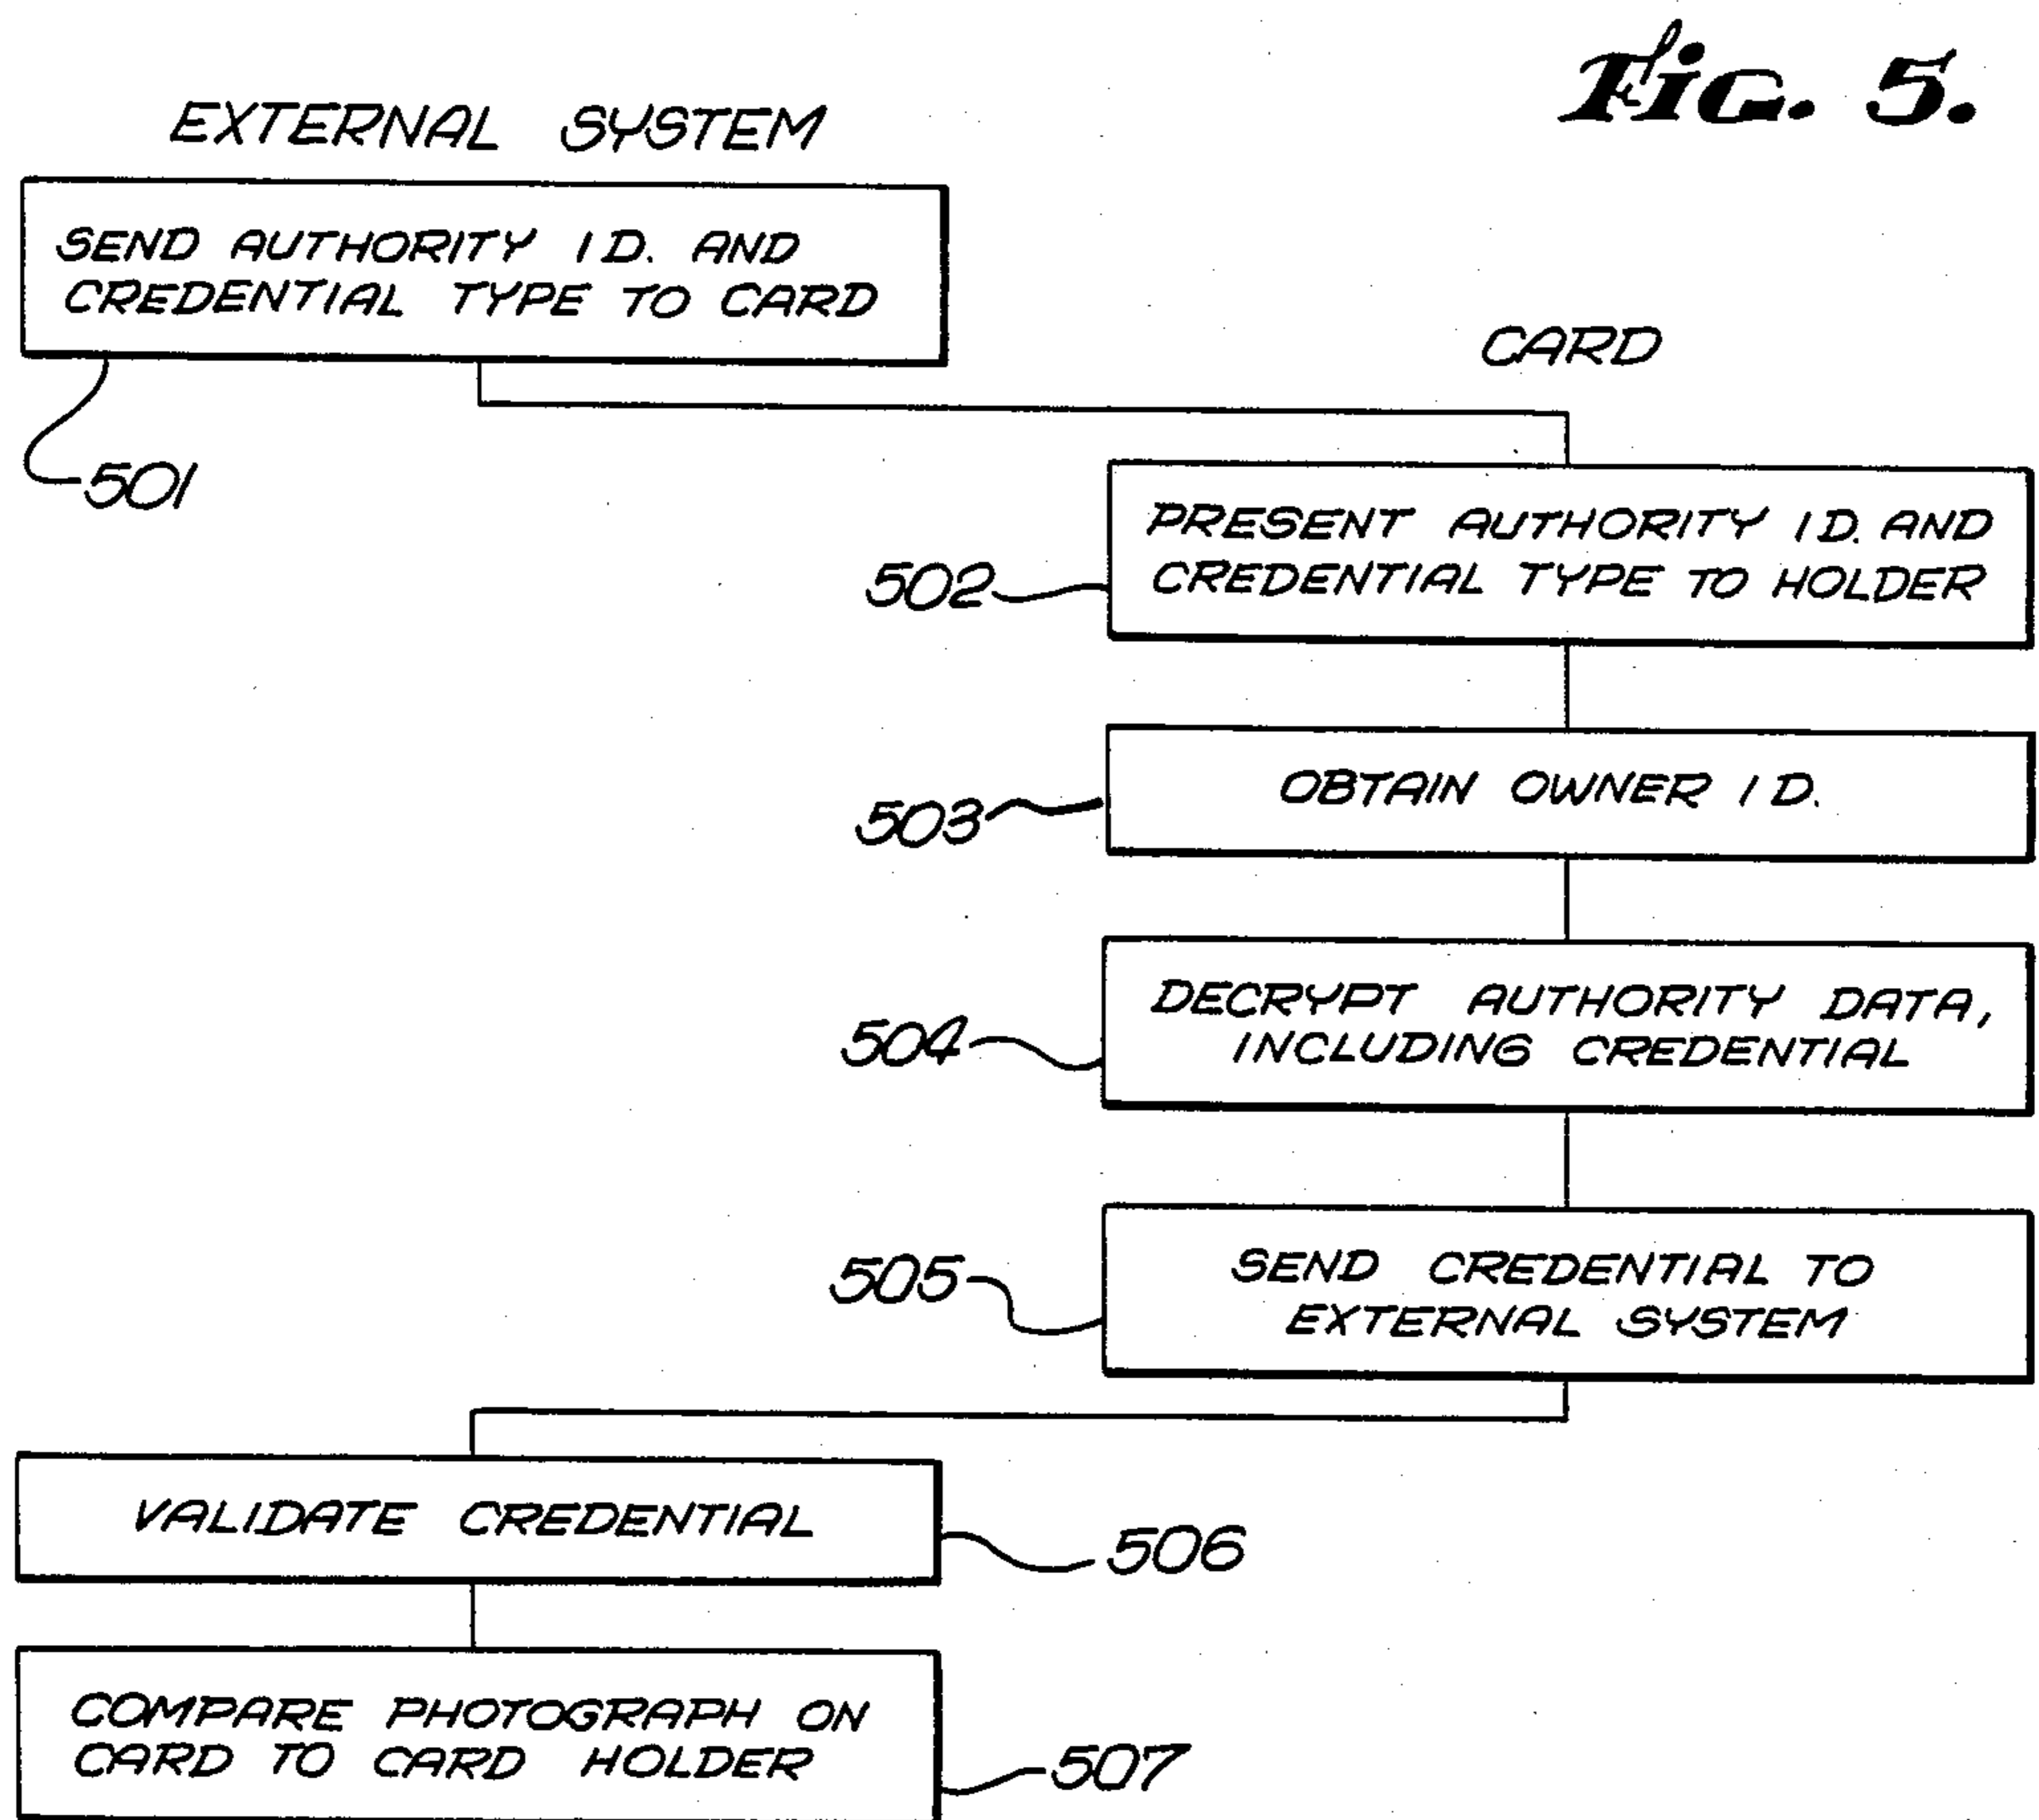 Fig. 5.
EXTERNAL SYSTEM
SEND AUTHORITY I D. AND
CREDENTIAL TYPE TO CARD
501
CARD
PRESENT AUTHORITY I D. AND
CREDENTIAL TYPE TO HOLDER
502
OBTAIN OWNER I D.
503
DECRYPT AUTHORITY DATA,
INCLUDING CREDENTIAL
504
SEND CREDENTIAL TO
EXTERNAL SYSTEM
505
VALIDATE CREDENTIAL
506
COMPARE PHOTOGRAPH ON
CARD TO CARD HOLDER
507